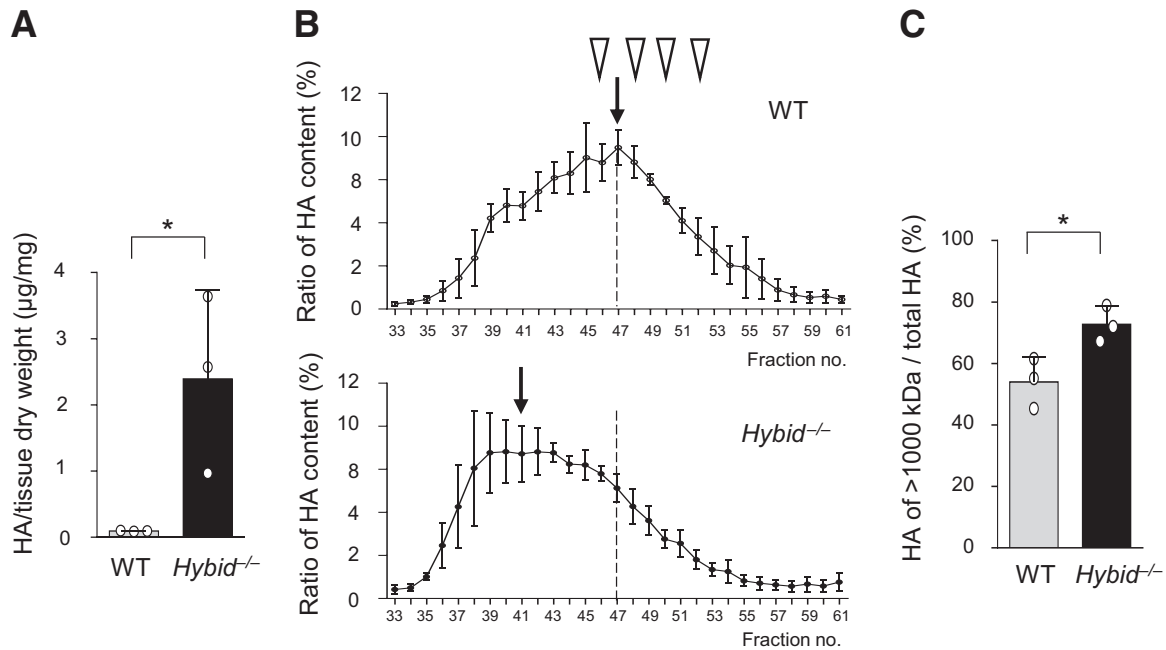 A
HA/tissue dry weight (µg/mg)
4
3
2
1
0
*
WT
Hybid–/–
B
Ratio of HA content (%)
12
10
8
6
4
2
0
WT
33 35 37 39 41 43 45 47 49 51 53 55 57 59 61
Fraction no.
Ratio of HA content (%)
12
10
8
6
4
2
0
Hybid–/–
33 35 37 39 41 43 45 47 49 51 53 55 57 59 61
Fraction no.
C
HA of >1000 kDa / total HA (%)
100
80
60
40
20
0
*
WT
Hybid–/–